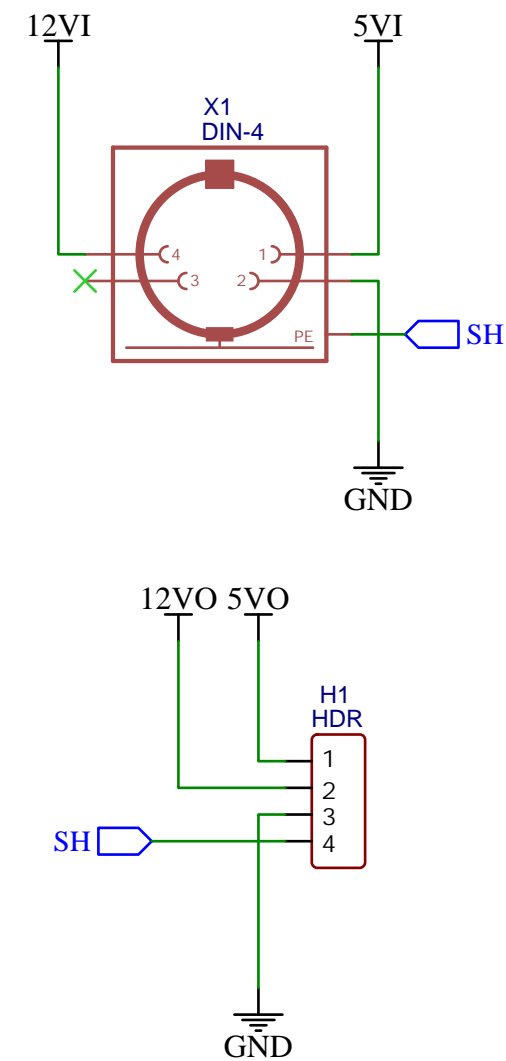 12VI 5VI
X1
DIN-4
4 1
3 2
PE
SH
GND
12VO 5VO
H1
HDR
1
2
3
SH 4
GND